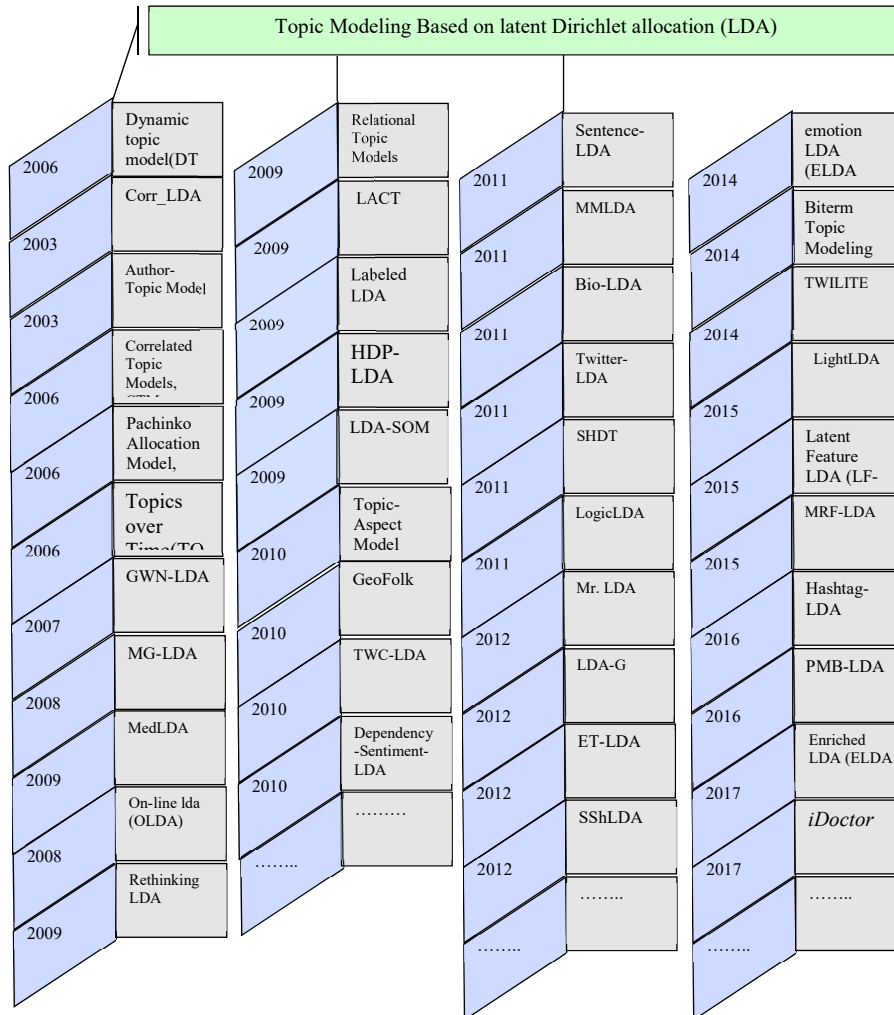 Topic Modeling Based on latent Dirichlet allocation (LDA)
2006
Dynamic
topic
model(DT
2003
Corr_LDA
2003
Author-
Topic Model
2006
Correlated
Topic
Models,
2006
Pachinko
Allocation
Model,
2006
Topics
over
Time(TO
2007
GWN-LDA
2008
MG-LDA
2009
MedLDA
2008
On-line lda
(OLDA)
2009
Rethinking
LDA
2009
Relational
Topic
Models
2009
LACT
2009
Labeled
LDA
2009
HDP-
LDA
2009
LDA-SOM
2010
Topic-
Aspect
Model
2010
GeoFolk
2010
TWC-LDA
2010
Dependency
-Sentiment-
LDA
……..
………
2011
Sentence-
LDA
2011
MMLDA
2011
Bio-LDA
2011
Twitter-
LDA
2011
SHDT
2011
LogicLDA
2012
Mr. LDA
2012
LDA-G
2012
ET-LDA
2012
SShLDA
……..
……..
2014
emotion
LDA
(ELDA
2014
Biterm
Topic
Modeling
2014
TWILITE
2015
LightLDA
2015
Latent
Feature
LDA (LF-
2015
MRF-LDA
2016
Hashtag-
LDA
2016
PMB-LDA
2017
Enriched
LDA (ELDA
2017
iDoctor
……..
……..